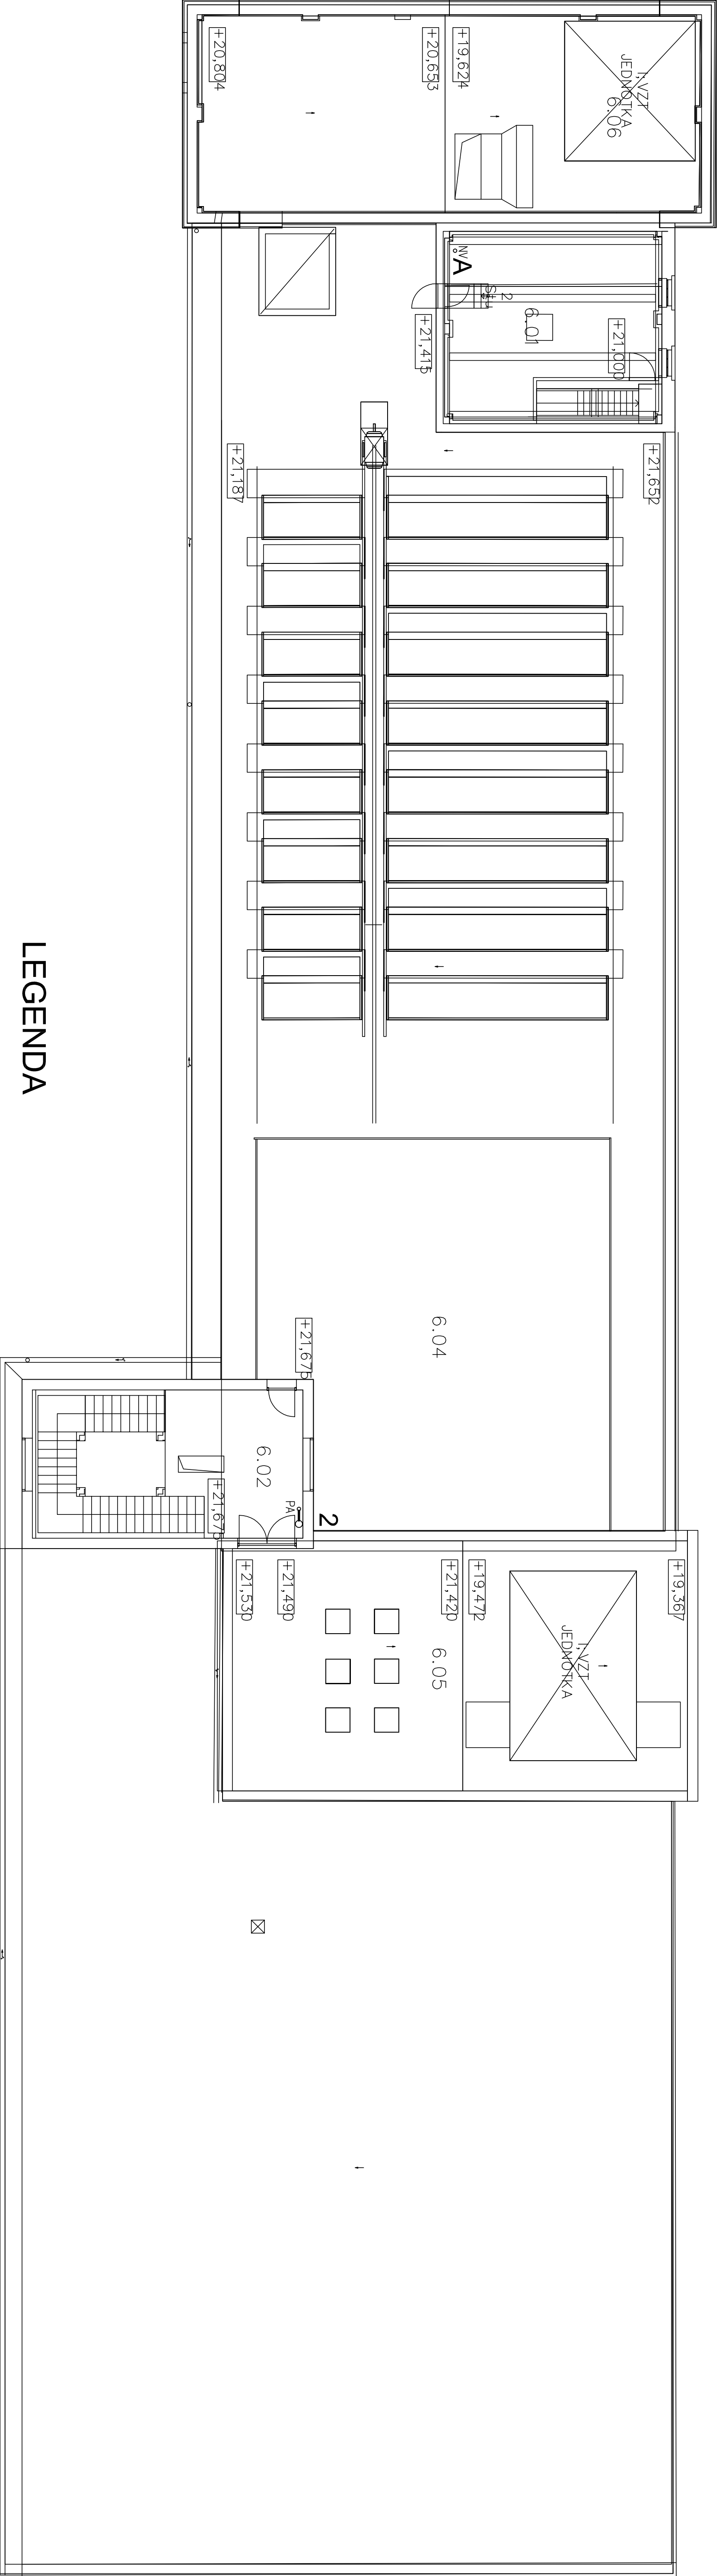 +20,804
+20,653
+19,624
1,VZT
JEDNOTKA
6.06
NV
A
2
6.01
+21,415
+21,000
+21,187
+21,652
LEGENDA
6.04
+21,675
6.02
+21,675
PA
2
+21,530
+21,490
+21,420
+19,472
+19,367
6.05
1,VZT
JEDNOTKA